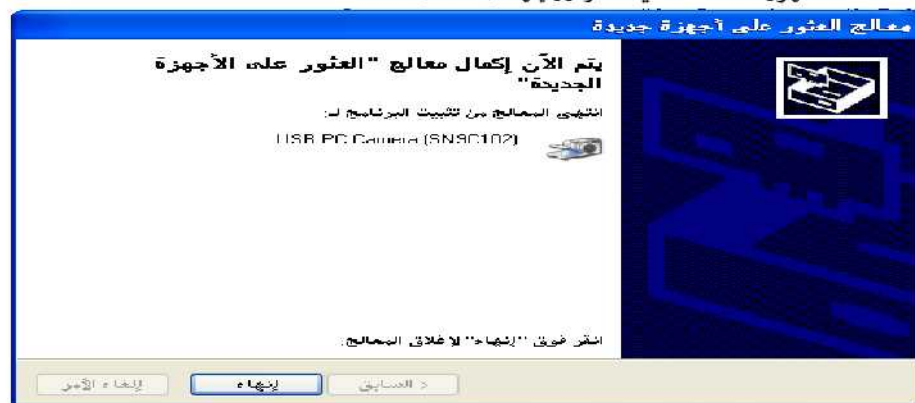 معالج العثور على أجهزة جديدة
يتم الآن إكمال معالج "العثور على الأجهزة
الجديدة"
انتهى المعالج من تثبيت البرنامج لـ:
USB PC Camera (SN9C102)
انقر فوق "إنهاء" لإغلاق المعالج.
< السابق
إنهاء
إلغاء الأمر